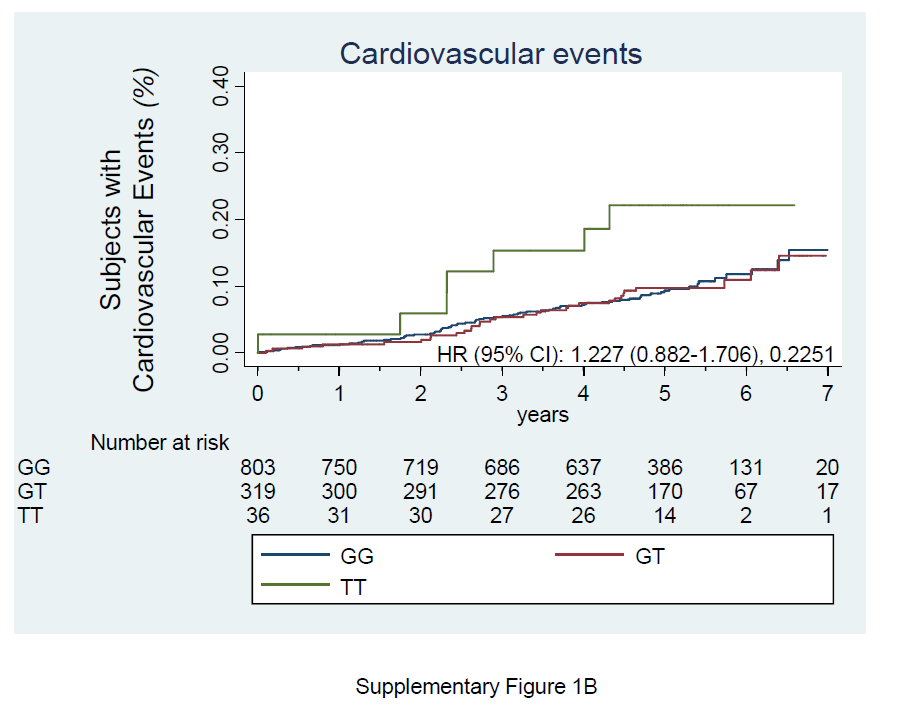 Cardiovascular events
Subjects with
Cardiovascular Events (%)
0.40
0.30
0.20
0.10
0.00
HR (95% CI): 1.227 (0.882-1.706), 0.2251
0 1 2 3 4 5 6 7
years
Number at risk
GG 803 750 719 686 637 386 131 20
GT 319 300 291 276 263 170 67 17
TT 36 31 30 27 26 14 2 1
GG GT
TT
Supplementary Figure 1B